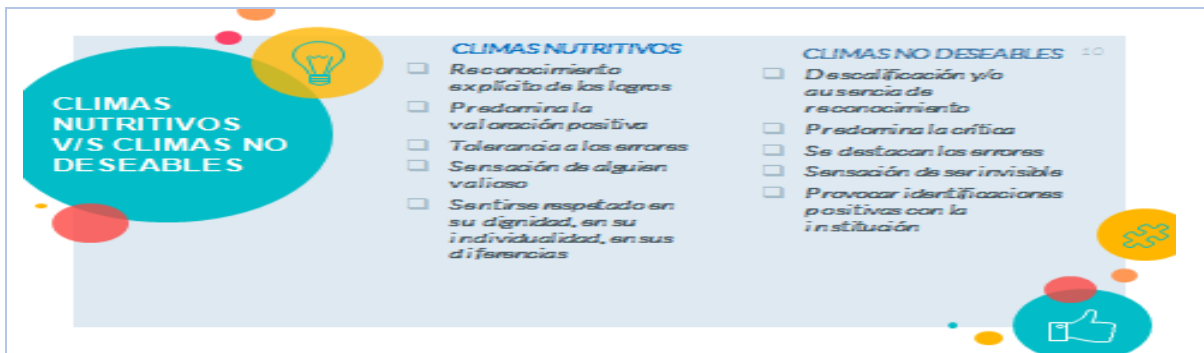 CLIMAS
NUTRITIVOS
V/S CLIMAS NO
DESEABLES
CLIMAS NUTRITIVOS
❑ Reconocimiento
explícito de los logros
❑ Predomina la
valoración positiva
❑ Tolerancia a los errores
❑ Sensación de alguien
valioso
❑ Sentirse respetado en
su dignidad, en su
individualidad, en sus
diferencias
CLIMAS NO DESEABLES
10
❑ Descalificación y/o
ausencia de
reconocimiento
❑ Predomina la crítica
❑ Se destacan los errores
❑ Sensación de ser invisible
❑ Provocar identificaciones
positivas con la
institución